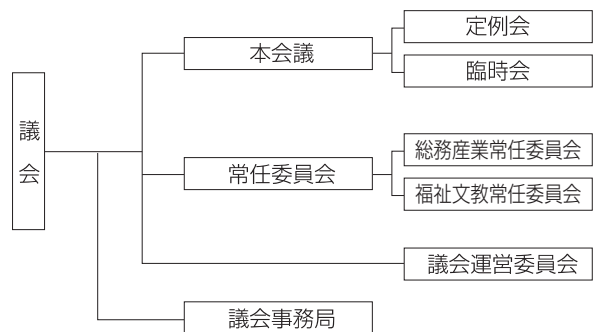 議会
本会議
定例会
臨時会
常任委員会
総務産業常任委員会
福祉文教常任委員会
議会運営委員会
議会事務局